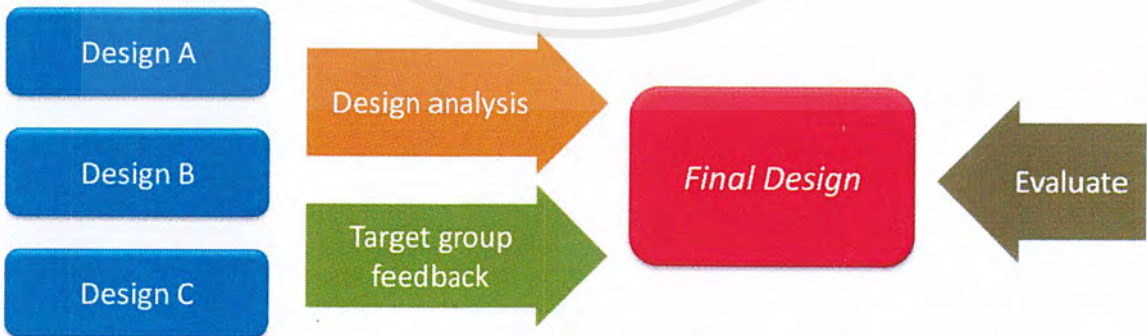 Design A
Design B
Design C
Design analysis
Target group
feedback
Final Design
Evaluate